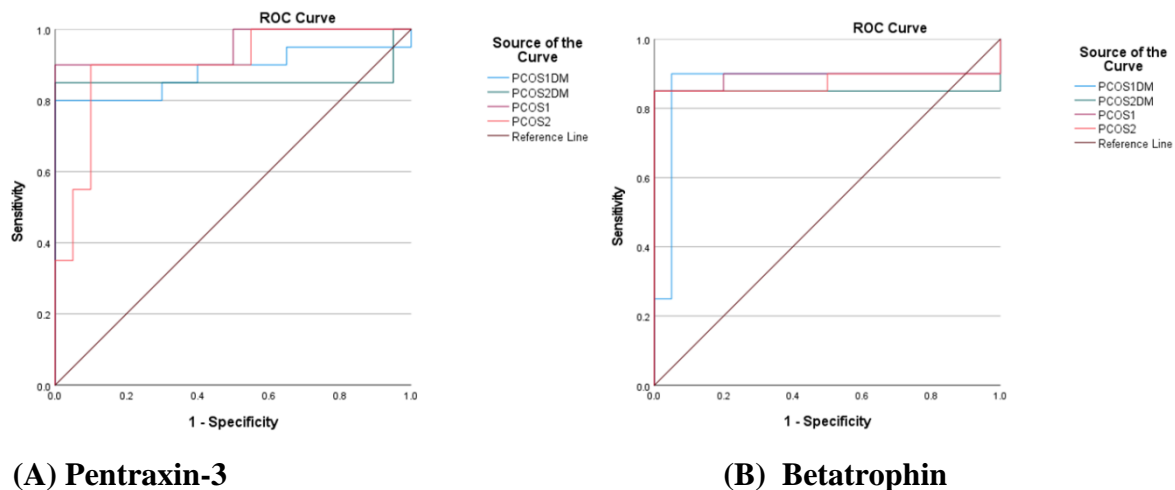 ROC Curve
Source of the
Curve
PCOS1DM
PCOS2DM
PCOS1
PCOS2
Reference Line
1.0
0.8
0.6
0.4
0.2
0.0
Sensitivity
0.0 0.2 0.4 0.6 0.8 1.0
1 - Specificity
(A) Pentraxin-3
ROC Curve
Source of the
Curve
PCOS1DM
PCOS2DM
PCOS1
PCOS2
Reference Line
1.0
0.8
0.6
0.4
0.2
0.0
Sensitivity
0.0 0.2 0.4 0.6 0.8 1.0
1 - Specificity
(B) Betatrophin